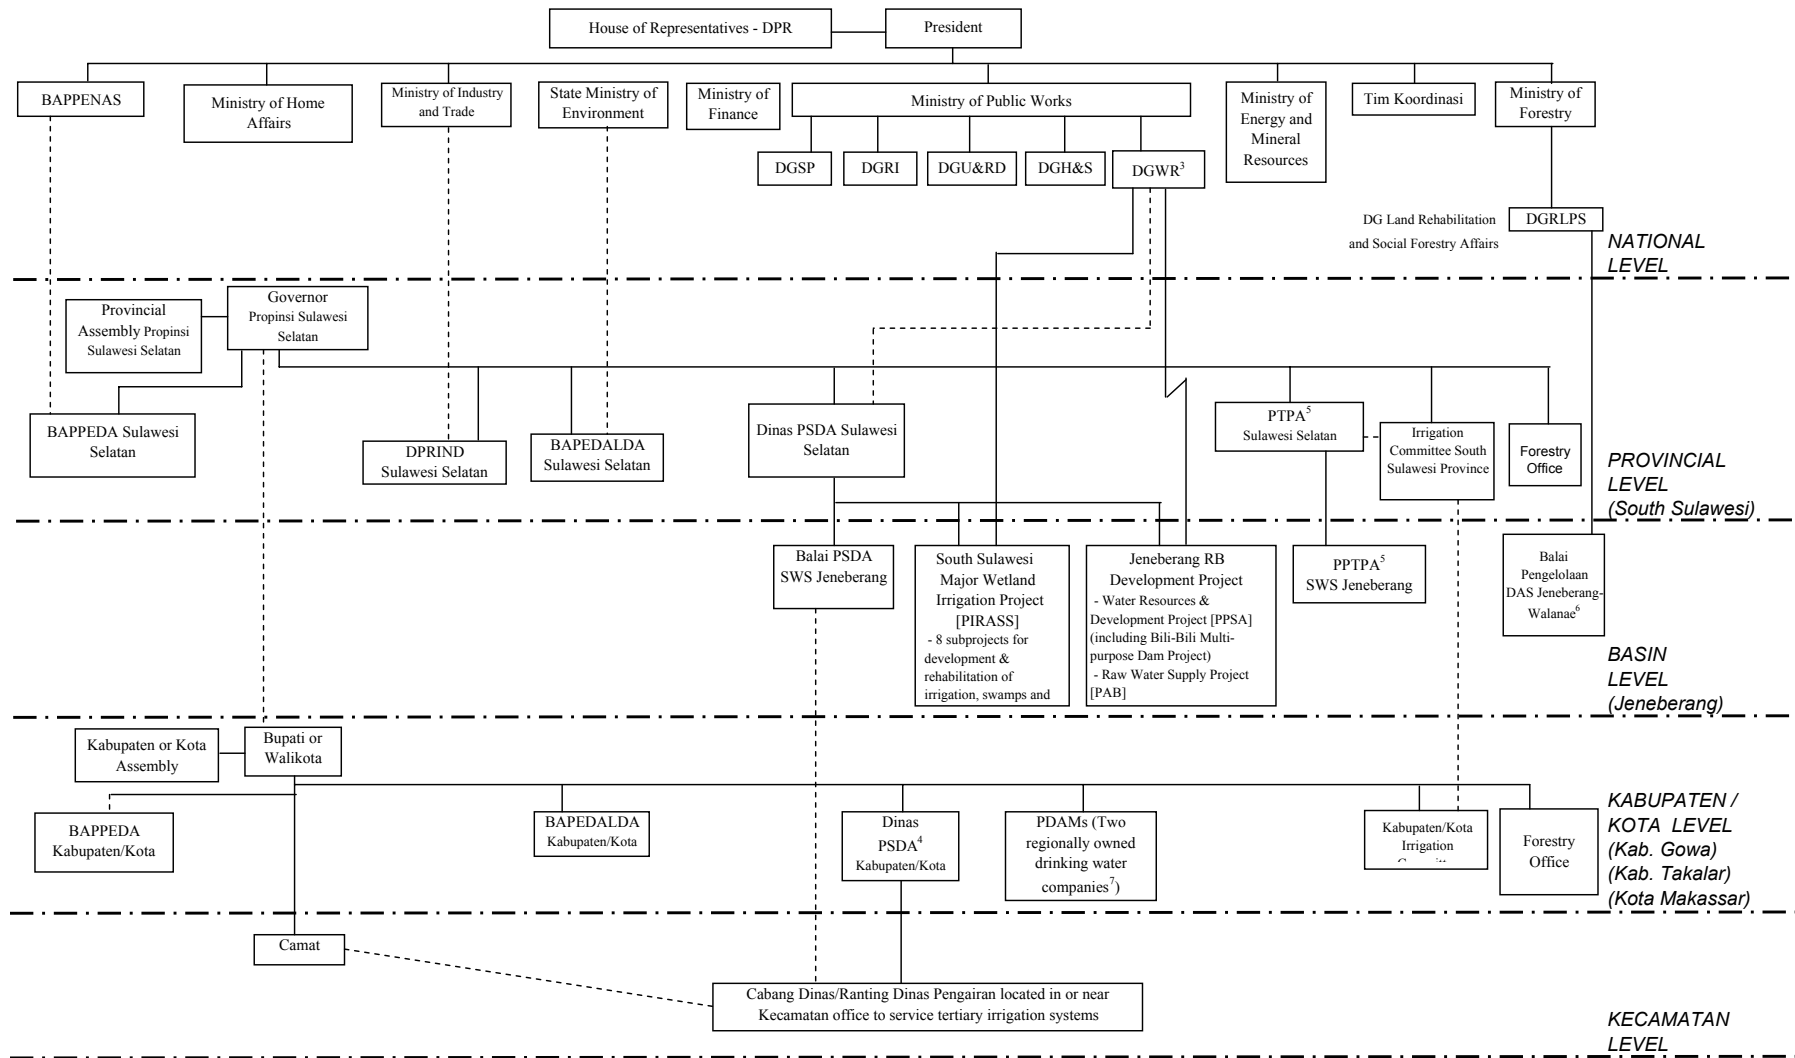 House of Representatives - DPR
President
BAPPENAS
Ministry of Home
Affairs
Ministry of Industry
and Trade
State Ministry of
Environment
Ministry of
Finance
Ministry of Public Works
Ministry of
Energy and
Mineral
Resources
Tim Koordinasi
Ministry of
Forestry
DGSP
DGRI
DGU&RD
DGH&S
DGWR3
DG Land Rehabilitation
and Social Forestry Affairs
DGRLPS
NATIONAL
LEVEL
Provincial
Assembly Propinsi
Sulawesi Selatan
Governor
Propinsi Sulawesi
Selatan
BAPPEDA Sulawesi
Selatan
DPRIND
Sulawesi Selatan
BAPEDALDA
Sulawesi Selatan
Dinas PSDA Sulawesi
Selatan
PTPA5
Sulawesi Selatan
Irrigation
Committee South
Sulawesi Province
Forestry
Office
PROVINCIAL
LEVEL
(South Sulawesi)
Balai PSDA
SWS Jeneberang
South Sulawesi
Major Wetland
Irrigation Project
[PIRASS]
- 8 subprojects for
development &
rehabilitation of
irrigation, swamps and
Jeneberang RB
Development Project
- Water Resources &
Development Project [PPSA]
(including Bili-Bili Multi-
purpose Dam Project)
- Raw Water Supply Project
[PAB]
PPTPA5
SWS Jeneberang
Balai
Pengelolaan
DAS Jeneberang-
Walanae6
BASIN
LEVEL
(Jeneberang)
Kabupaten or Kota
Assembly
Bupati or
Walikota
BAPPEDA
Kabupaten/Kota
BAPEDALDA
Kabupaten/Kota
Dinas
PSDA4
Kabupaten/Kota
PDAMs (Two
regionally owned
drinking water
companies7)
Kabupaten/Kota
Irrigation
Forestry
Office
KABUPATEN /
KOTA LEVEL
(Kab. Gowa)
(Kab. Takalar)
(Kota Makassar)
Camat
Cabang Dinas/Ranting Dinas Pengairan located in or near
Kecamatan office to service tertiary irrigation systems
KECAMATAN
LEVEL